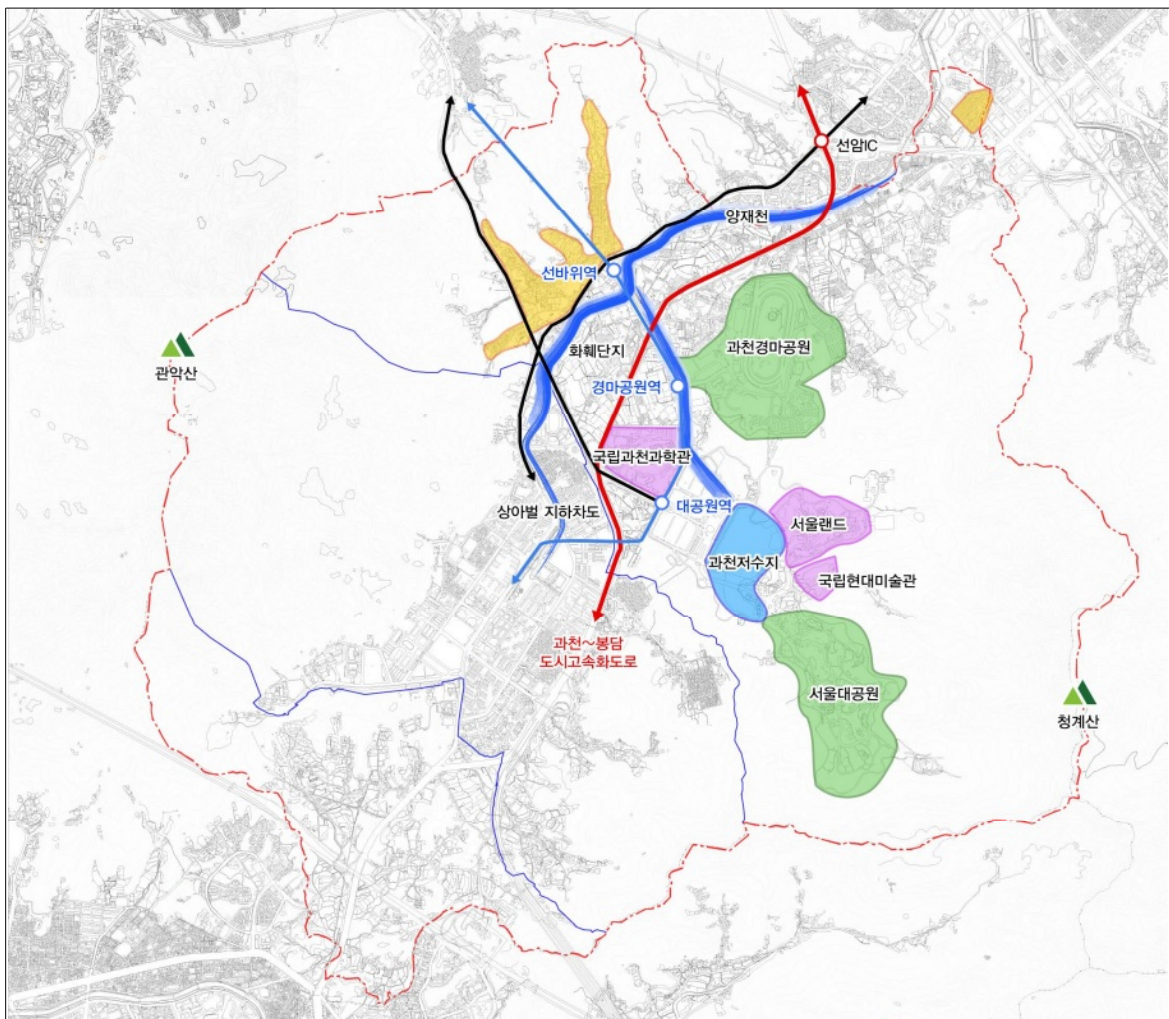 선암IC
양재천
선바위역
화훼단지
과천경마공원
관악산
경마공원역
국립과천과학관
상아벌 지하차도
대공원역
서울랜드
과천저수지
국립현대미술관
과천~봉담
도시고속화도로
서울대공원
청계산